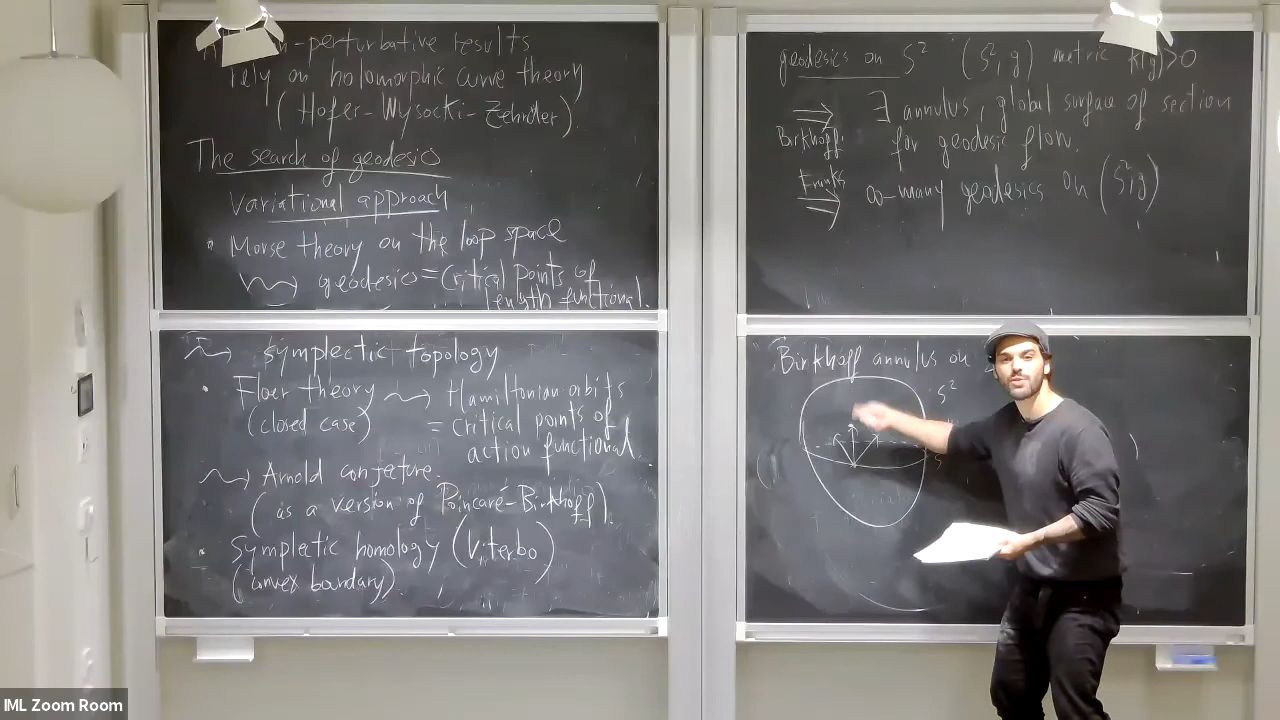 n-perturbative results
rely on holomorphic curve theory
(Hofer-Wysocki-Zehnder).
The search of geodesics
Variational approach
• Morse theory on the loop space
geodesics = critical points of
length functional.
symplectic topology
• Floer theory
(closed case)
Hamiltonian orbits
= critical points of
action functional.
Arnold conjecture.
(as a version of Poincaré-Birkhoff).
• Symplectic homology (Viterbo)
(convex boundary).
geodesics on S² (S², g) metric k(g)>0
⇒ ∃ annulus, global surface of section
Birkhoff for geodesic flow.
Franks
⇒ ∞-many geodesics on (S², g)
Birkhoff annulus on
S²
IML Zoom Room